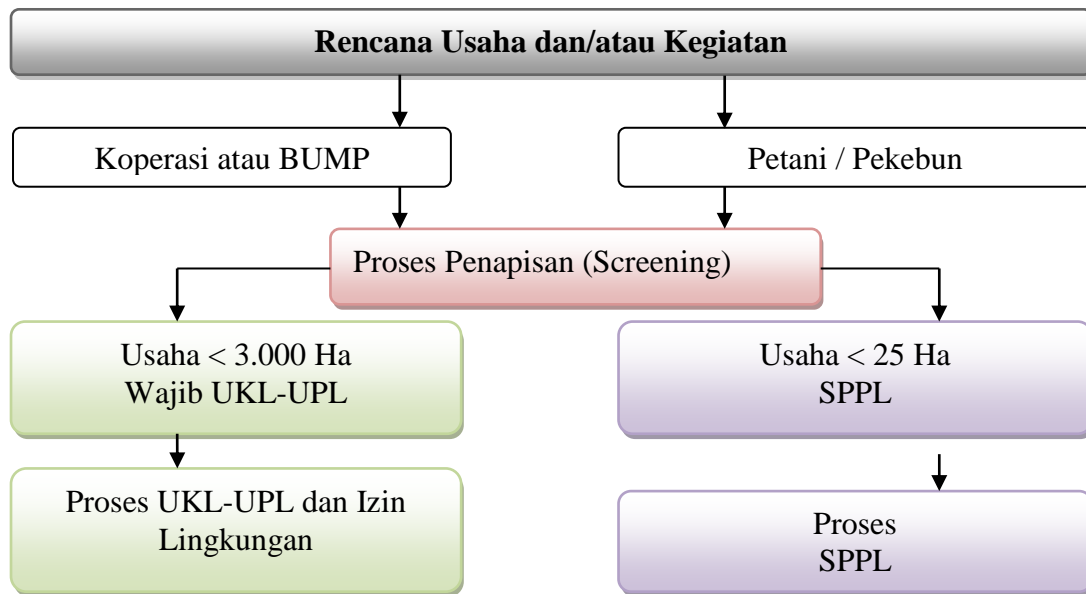 Rencana Usaha dan/atau Kegiatan
Koperasi atau BUMP
Petani / Pekebun
Proses Penapisan (Screening)
Usaha < 3.000 Ha
Wajib UKL-UPL
Usaha < 25 Ha
SPPL
Proses UKL-UPL dan Izin
Lingkungan
Proses
SPPL